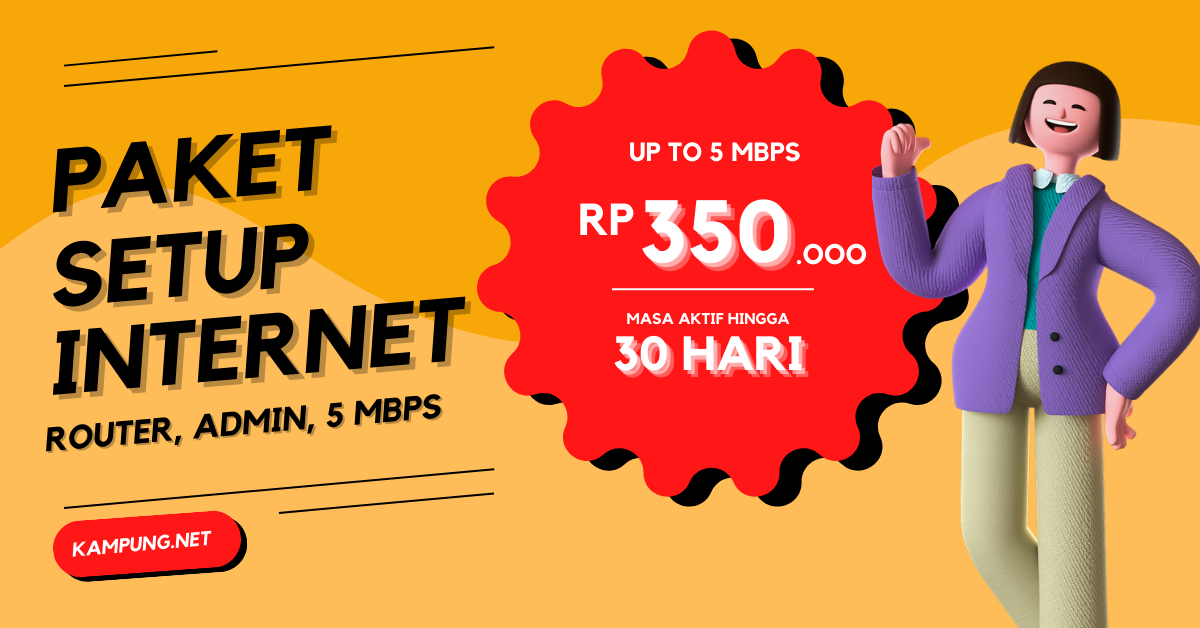 PAKET
SETUP
INTERNET
ROUTER, ADMIN, 5 MBPS
KAMPUNG.NET
UP TO 5 MBPS
RP 350.000
MASA AKTIF HINGGA
30 HARI